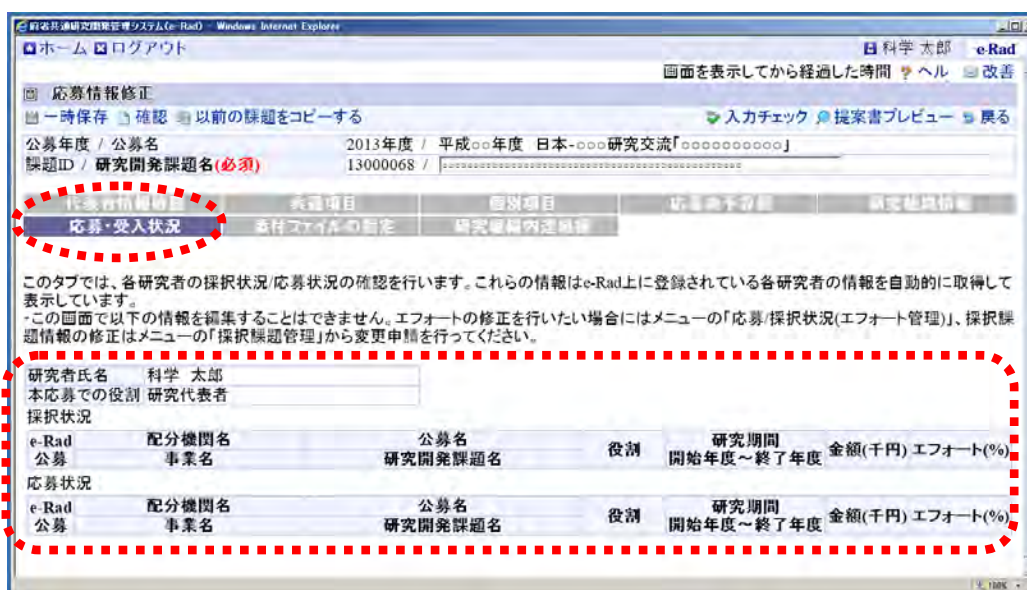 府省共通研究開発管理システム(e-Rad) - Windows Internet Explorer
ホーム ログアウト 科学 太郎 e-Rad
画面を表示してから経過した時間 ヘル 改善
応募情報修正
一時保存 確認 以前の課題をコピーする 入力チェック 提案書プレビュー 戻る
公募年度 / 公募名 2013年度 / 平成○○年度 日本-○○○研究交流「○○○○○○○○○○」
課題ID / 研究開発課題名(必須) 13000068 /
代表者情報確認 共通項目 個別項目 応募時予算額 研究組織情報
応募・受入状況 添付ファイルの指定 研究組織内連絡欄
このタブでは、各研究者の採択状況/応募状況の確認を行います。これらの情報はe-Rad上に登録されている各研究者の情報を自動的に取得して
表示しています。
・この画面で以下の情報を編集することはできません。エフォートの修正を行いたい場合にはメニューの「応募/採択状況(エフォート管理)」、採択課
題情報の修正はメニューの「採択課題管理」から変更申請を行ってください。
研究者氏名 科学 太郎
本応募での役割 研究代表者
採択状況
e-Rad 配分機関名 公募名 役割 研究期間 金額(千円) エフォート(%)
公募 事業名 研究開発課題名 開始年度～終了年度
応募状況
e-Rad 配分機関名 公募名 役割 研究期間 金額(千円) エフォート(%)
公募 事業名 研究開発課題名 開始年度～終了年度
100%